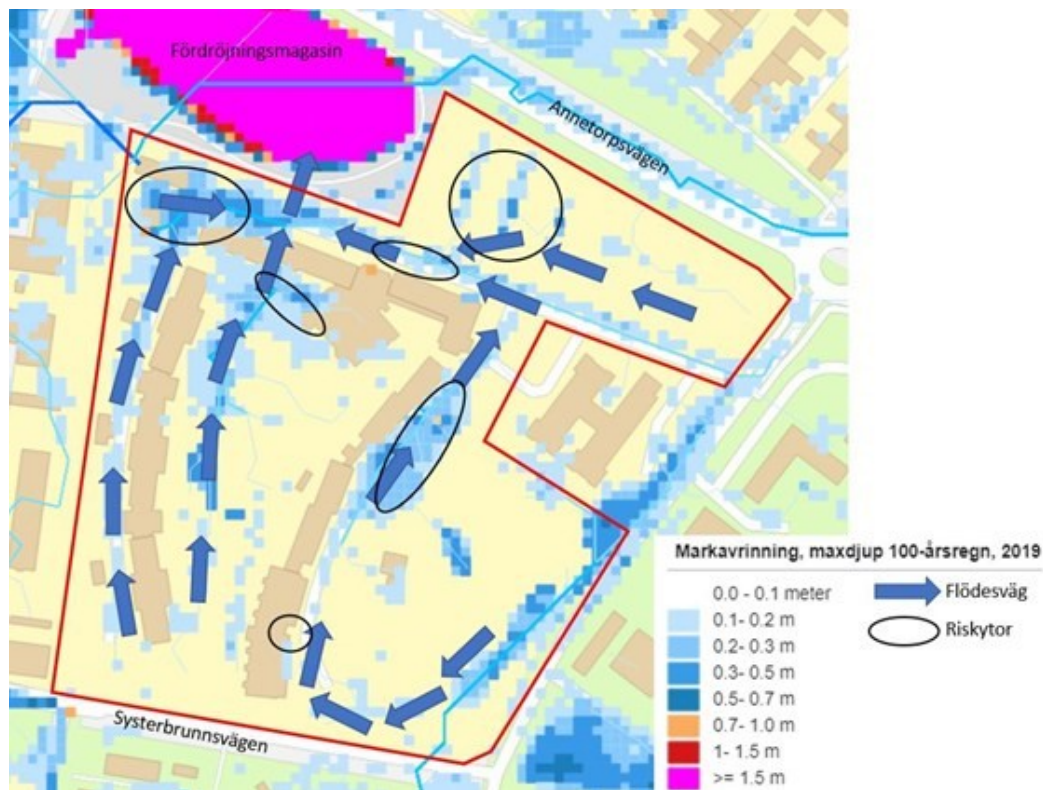 Fördröjningsmagasin
Annetorpsvägen
Systerbrunnsvägen
Markavrinning, maxdjup 100-årsregn, 2019
0.0 - 0.1 meter
0.1- 0.2 m
0.2- 0.3 m
0.3- 0.5 m
0.5- 0.7 m
0.7- 1.0 m
1- 1.5 m
>= 1.5 m
Flödesväg
Riskytor